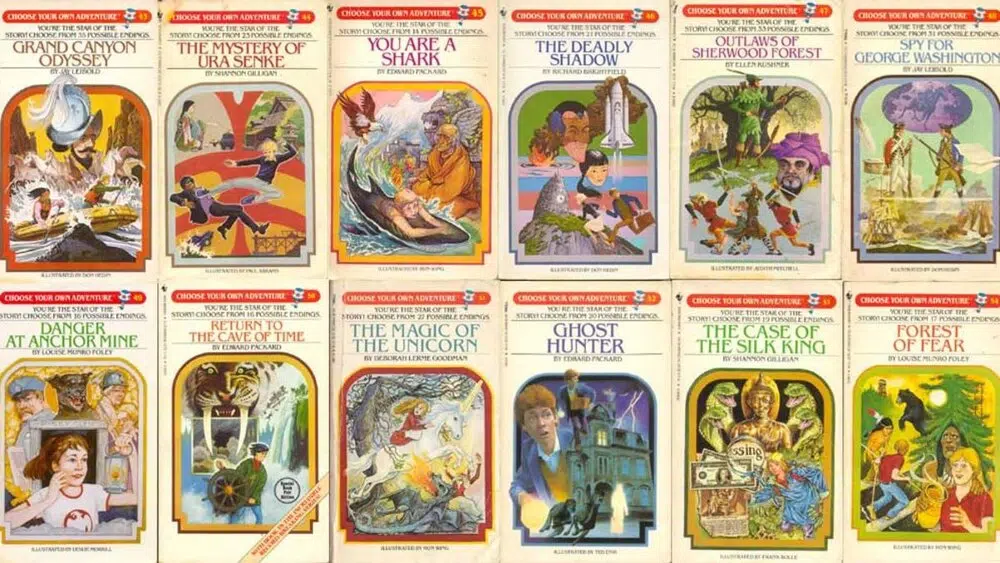 CHOOSE YOUR OWN ADVENTURE® 43
YOU'RE THE STAR OF THE
STORY! CHOOSE FROM 35 POSSIBLE ENDINGS.
GRAND CANYON
ODYSSEY
BY JAY LEIBOLD
ILLUSTRATED BY DON HEDIN
CHOOSE YOUR OWN ADVENTURE® 44
YOU'RE THE STAR OF THE
STORY! CHOOSE FROM 23 POSSIBLE ENDINGS.
THE MYSTERY OF
URA SENKE
BY SHANNON GILLIGAN
ILLUSTRATED BY PAUL ABRAMS
CHOOSE YOUR OWN ADVENTURE® 45
YOU'RE THE STAR OF THE
STORY! CHOOSE FROM 14 POSSIBLE ENDINGS.
YOU ARE A
SHARK
BY EDWARD PACKARD
ILLUSTRATED BY RON WING
CHOOSE YOUR OWN ADVENTURE® 46
YOU'RE THE STAR OF THE
STORY! CHOOSE FROM 21 POSSIBLE ENDINGS.
THE DEADLY
SHADOW
BY RICHARD BRIGHTFIELD
ILLUSTRATED BY DON HEDIN
CHOOSE YOUR OWN ADVENTURE® 47
YOU'RE THE STAR OF THE
STORY! CHOOSE FROM 33 POSSIBLE ENDINGS.
OUTLAWS OF
SHERWOOD FOREST
BY ELLEN KUSHNER
ILLUSTRATED BY JUDITH MITCHELL
CHOOSE YOUR OWN ADVENTURE® 48
YOU'RE THE STAR OF THE
STORY! CHOOSE FROM 31 POSSIBLE ENDINGS.
SPY FOR
GEORGE WASHINGTON
BY JAY LEIBOLD
ILLUSTRATED BY DON HEDIN
CHOOSE YOUR OWN ADVENTURE® 49
YOU'RE THE STAR OF THE
STORY! CHOOSE FROM 16 POSSIBLE ENDINGS.
DANGER
AT ANCHOR MINE
BY LOUISE MUNRO FOLEY
ILLUSTRATED BY LESLIE MORRILL
CHOOSE YOUR OWN ADVENTURE® 50
YOU'RE THE STAR OF THE
STORY! CHOOSE FROM 16 POSSIBLE ENDINGS.
RETURN TO
THE CAVE OF TIME
BY EDWARD PACKARD
Special
Book Fair
Edition
CHOOSE YOUR OWN ADVENTURE® 51
YOU'RE THE STAR OF THE
STORY! CHOOSE FROM 27 POSSIBLE ENDINGS.
THE MAGIC OF
THE UNICORN
BY DEBORAH LERME GOODMAN
ILLUSTRATED BY RON WING
CHOOSE YOUR OWN ADVENTURE® 52
YOU'RE THE STAR OF THE
STORY! CHOOSE FROM 20 POSSIBLE ENDINGS.
GHOST
HUNTER
BY EDWARD PACKARD
ILLUSTRATED BY TED ENIK
CHOOSE YOUR OWN ADVENTURE® 53
YOU'RE THE STAR OF THE
STORY! CHOOSE FROM 19 POSSIBLE ENDINGS.
THE CASE OF
THE SILK KING
BY SHANNON GILLIGAN
ssing
ILLUSTRATED BY FRANK BOLLE
CHOOSE YOUR OWN ADVENTURE® 54
YOU'RE THE STAR OF THE
STORY! CHOOSE FROM 17 POSSIBLE ENDINGS.
FOREST
OF FEAR
BY LOUISE MUNRO FOLEY
ILLUSTRATED BY RON WING